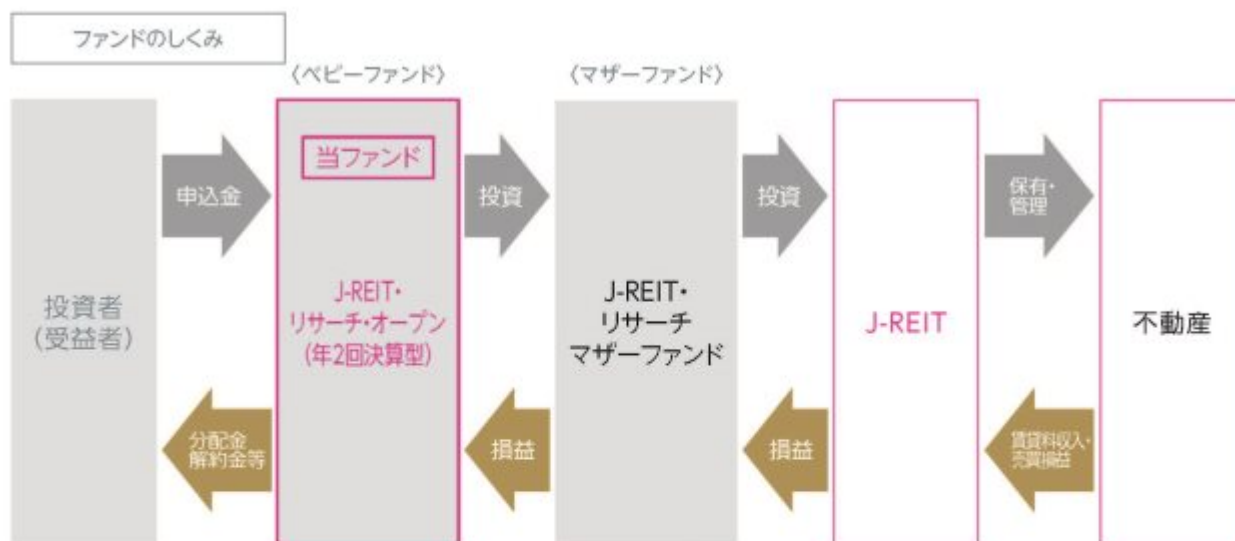 ファンドのしくみ
〈ベビーファンド〉
〈マザーファンド〉
投資者
(受益者)
申込金
分配金
解約金等
当ファンド
J-REIT・
リサーチ・オープン
(年2回決算型)
投資
損益
J-REIT・
リサーチ
マザーファンド
投資
損益
J-REIT
保有・
管理
賃貸料収入・
売買損益
不動産